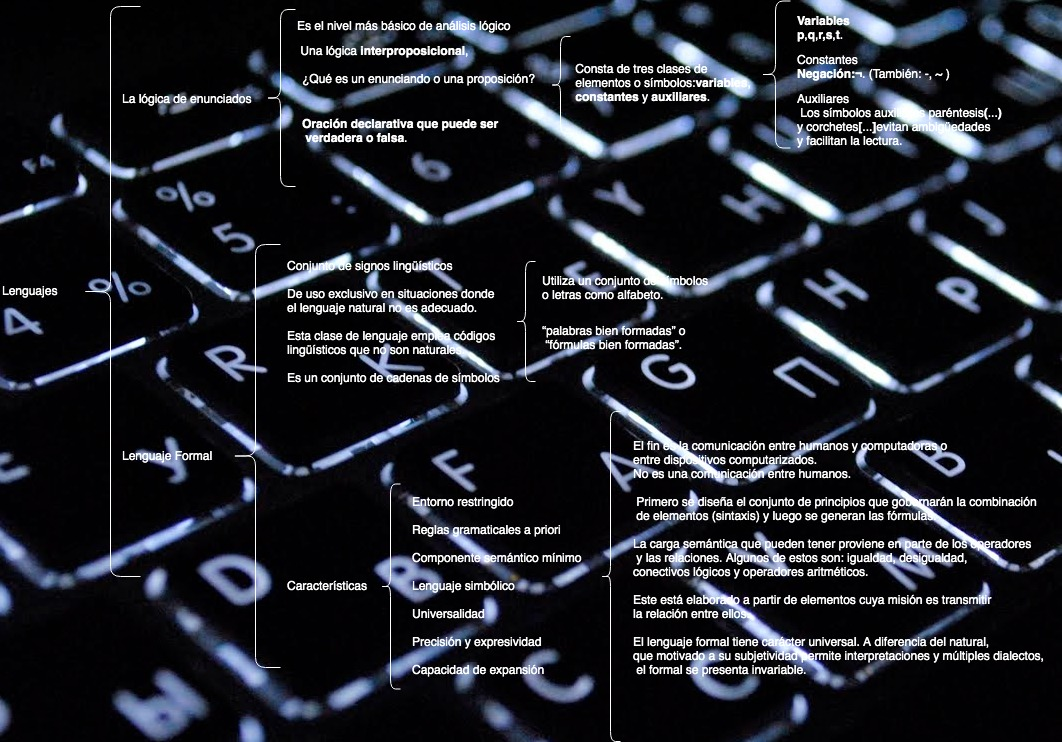 Es el nivel más básico de análisis lógico
Una lógica Interproposicional,
¿Qué es un enunciando o una proposición?
Oración declarativa que puede ser
verdadera o falsa.
La lógica de enunciados
Consta de tres clases de
elementos o símbolos:variables,
constantes y auxiliares.
Variables
p,q,r,s,t.
Constantes
Negación:¬. (También: -, ~ )
Auxiliares
Los símbolos auxiliares paréntesis(...)
y corchetes[...]evitan ambigüedades
y facilitan la lectura.
Lenguajes
Conjunto de signos lingüísticos
De uso exclusivo en situaciones donde
el lenguaje natural no es adecuado.
Esta clase de lenguaje emplea códigos
lingüísticos que no son naturales
Es un conjunto de cadenas de símbolos
Utiliza un conjunto de símbolos
o letras como alfabeto.
“palabras bien formadas” o
“fórmulas bien formadas”.
Lenguaje Formal
Características
Entorno restringido
Reglas gramaticales a priori
Componente semántico mínimo
Lenguaje simbólico
Universalidad
Precisión y expresividad
Capacidad de expansión
El fin es la comunicación entre humanos y computadoras o
entre dispositivos computarizados.
No es una comunicación entre humanos.
Primero se diseña el conjunto de principios que gobernarán la combinación
de elementos (sintaxis) y luego se generan las fórmulas.
La carga semántica que pueden tener proviene en parte de los operadores
y las relaciones. Algunos de estos son: igualdad, desigualdad,
conectivos lógicos y operadores aritméticos.
Este está elaborado a partir de elementos cuya misión es transmitir
la relación entre ellos.
El lenguaje formal tiene carácter universal. A diferencia del natural,
que motivado a su subjetividad permite interpretaciones y múltiples dialectos,
el formal se presenta invariable.
F4
%
5
6
Y
H
J
%
4
R
K
G
П
H
P
У
F
A
B
D
C
M